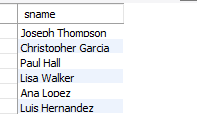 sname
Joseph Thompson
Christopher Garcia
Paul Hall
Lisa Walker
Ana Lopez
Luis Hernandez